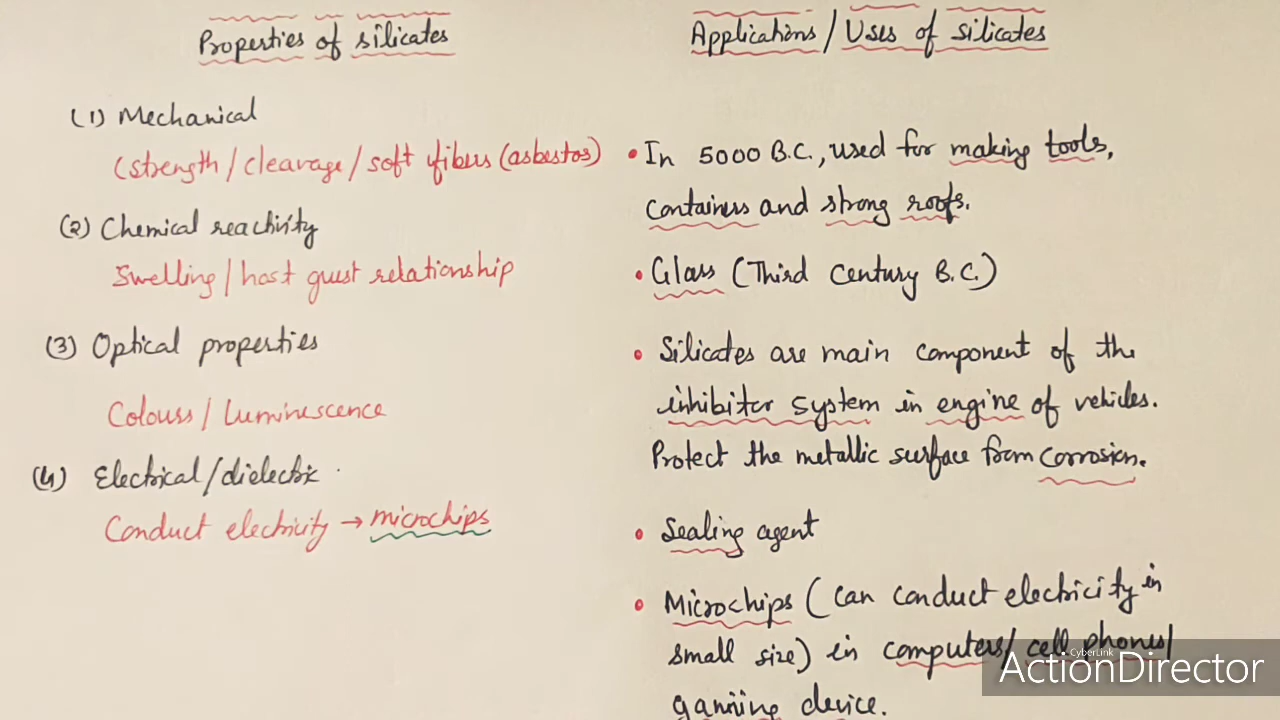 Properties of silicates
(1) Mechanical
(strength/cleavage/soft fibers (asbestos)
(2) Chemical reactivity
Swelling/host guest relationship
(3) Optical properties
Colours/Luminescence
(4) Electrical/dielectric
Conduct electricity → microchips
Applications/Uses of silicates
• In 5000 B.C., used for making tools,
containers and strong roofs.
• Glass (Third Century B.C.)
• Silicates are main component of the
inhibitor system in engine of vehicles.
Protect the metallic surface from corrosion.
• Sealing agent
• Microchips (can conduct electricity in
small size) in computers/cell phones/
gaming device.
CyberLink
ActionDirector